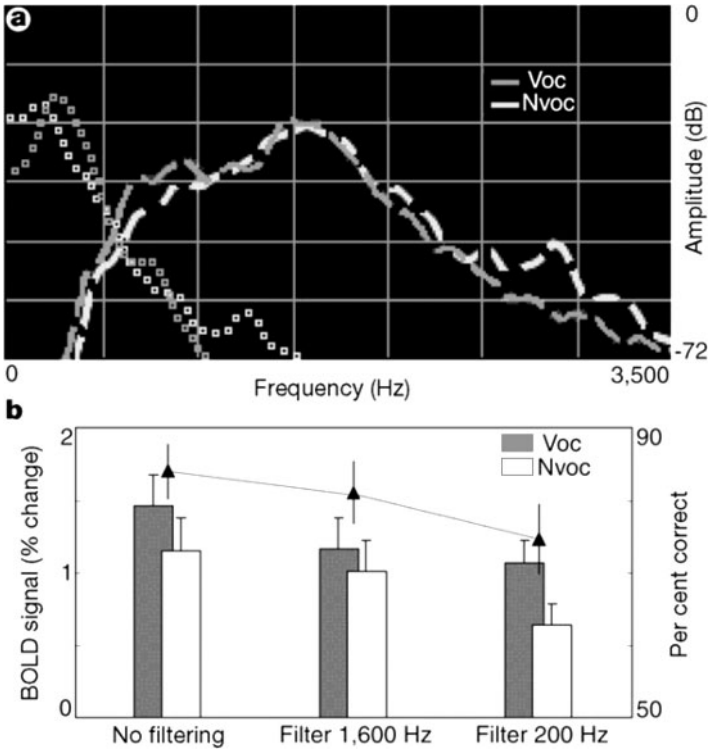 a
0
Voc
Nvoc
Amplitude (dB)
-72
0
3,500
Frequency (Hz)
b
2
90
Voc
Nvoc
BOLD signal (% change)
1
Per cent correct
0
50
No filtering
Filter 1,600 Hz
Filter 200 Hz